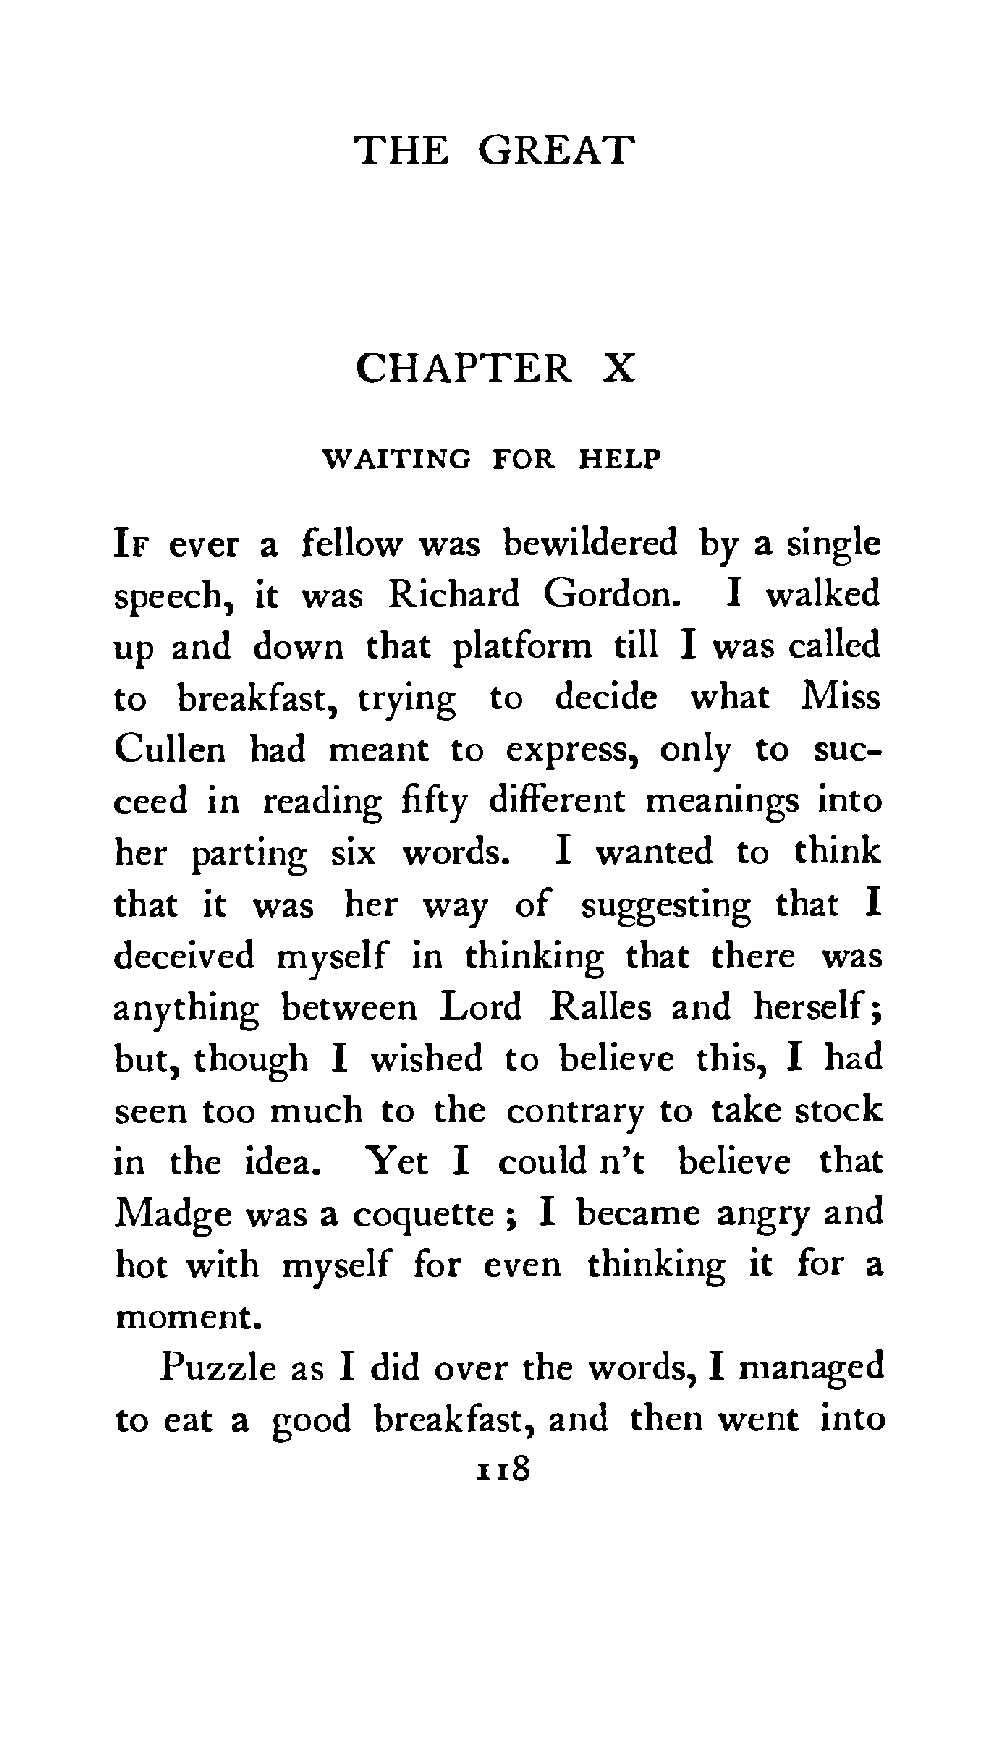 THE GREAT
CHAPTER X
WAITING FOR HELP
IF ever a fellow was bewildered by a single
speech, it was Richard Gordon. I walked
up and down that platform till I was called
to breakfast, trying to decide what Miss
Cullen had meant to express, only to suc-
ceed in reading fifty different meanings into
her parting six words. I wanted to think
that it was her way of suggesting that I
deceived myself in thinking that there was
anything between Lord Ralles and herself;
but, though I wished to believe this, I had
seen too much to the contrary to take stock
in the idea. Yet I could n't believe that
Madge was a coquette ; I became angry and
hot with myself for even thinking it for a
moment.
Puzzle as I did over the words, I managed
to eat a good breakfast, and then went into
118